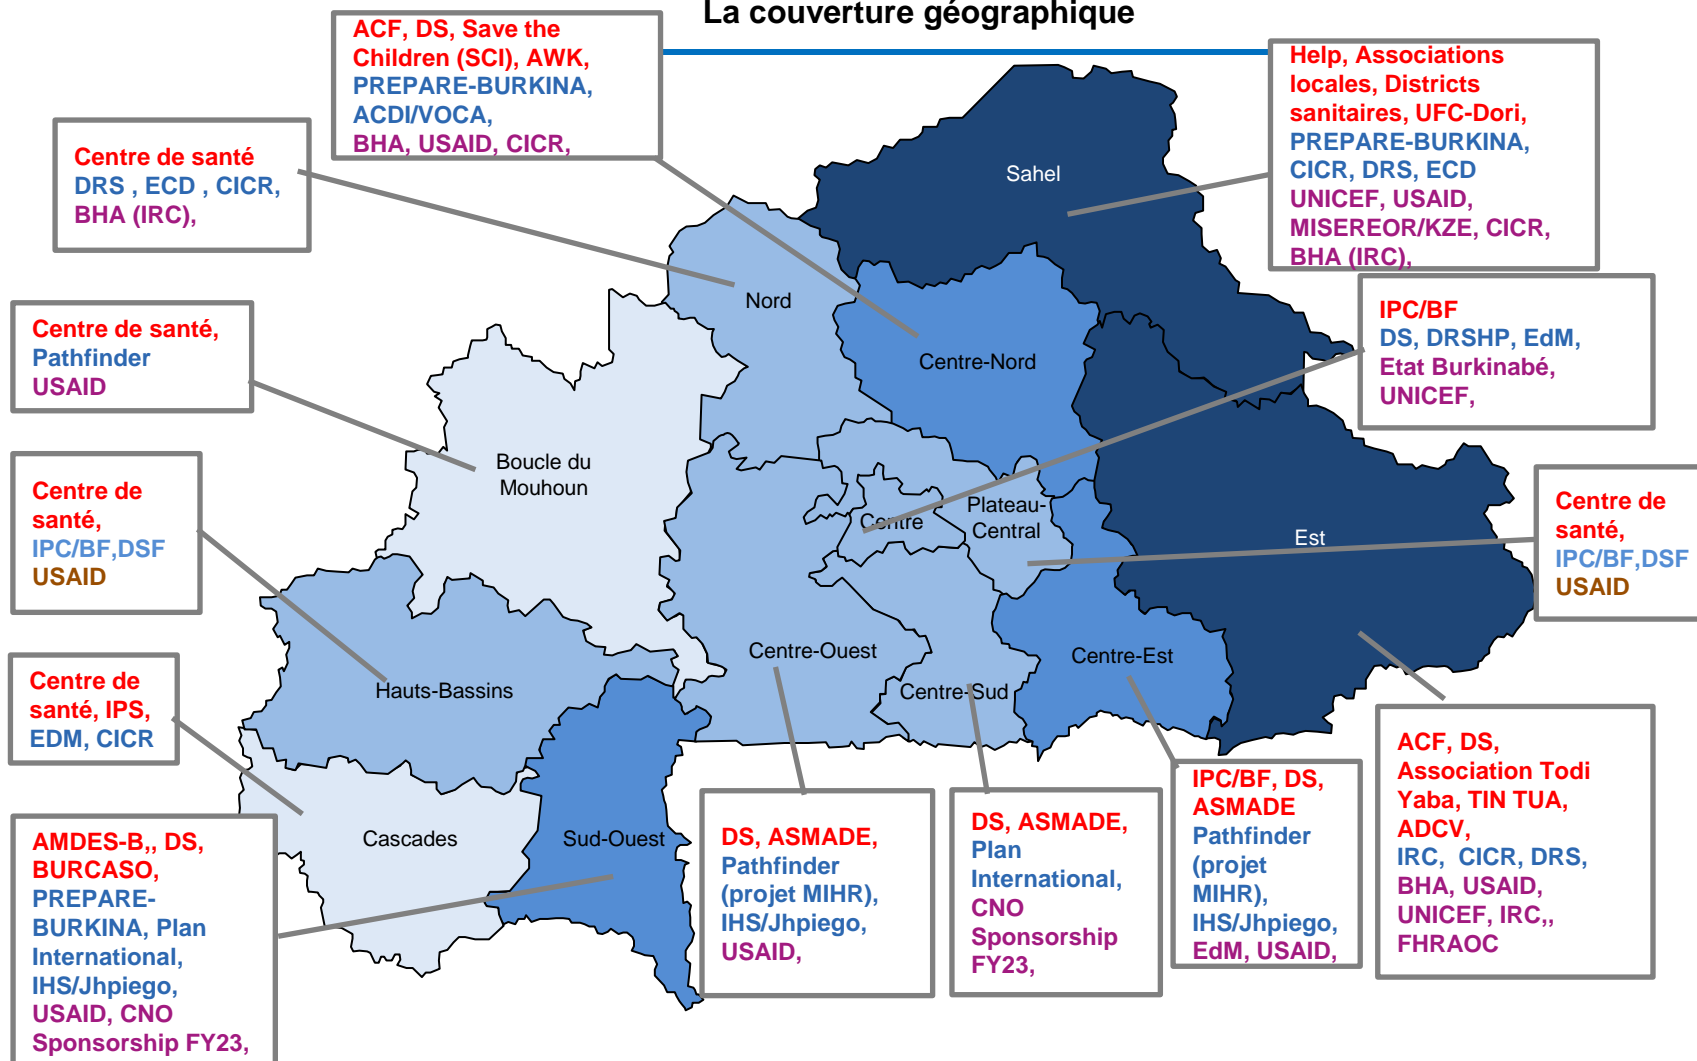 La couverture géographique
ACF, DS, Save the
Children (SCI), AWK,
PREPARE-BURKINA,
ACDI/VOCA,
BHA, USAID, CICR,
Help, Associations
locales, Districts
sanitaires, UFC-Dori,
PREPARE-BURKINA,
CICR, DRS, ECD
UNICEF, USAID,
MISEREOR/KZE, CICR,
BHA (IRC),
Centre de santé
DRS , ECD , CICR,
BHA (IRC),
Sahel
Nord
Centre-Nord
IPC/BF
DS, DRSHP, EdM,
Etat Burkinabé,
UNICEF,
Centre de santé,
Pathfinder
USAID
Boucle du
Mouhoun
Centre
Plateau-
Central
Est
Centre de
santé,
IPC/BF,DSF
USAID
Centre de
santé,
IPC/BF,DSF
USAID
Centre-Ouest
Centre-Est
Centre-Sud
Hauts-Bassins
Centre de
santé, IPS,
EDM, CICR
Cascades
Sud-Ouest
AMDES-B,, DS,
BURCASO,
PREPARE-
BURKINA, Plan
International,
IHS/Jhpiego,
USAID, CNO
Sponsorship FY23,
DS, ASMADE,
Pathfinder
(projet MIHR),
IHS/Jhpiego,
USAID,
DS, ASMADE,
Plan
International,
CNO
Sponsorship
FY23,
IPC/BF, DS,
ASMADE
Pathfinder
(projet
MIHR),
IHS/Jhpiego,
EdM, USAID,
ACF, DS,
Association Todi
Yaba, TIN TUA,
ADCV,
IRC, CICR, DRS,
BHA, USAID,
UNICEF, IRC,,
FHRAOC